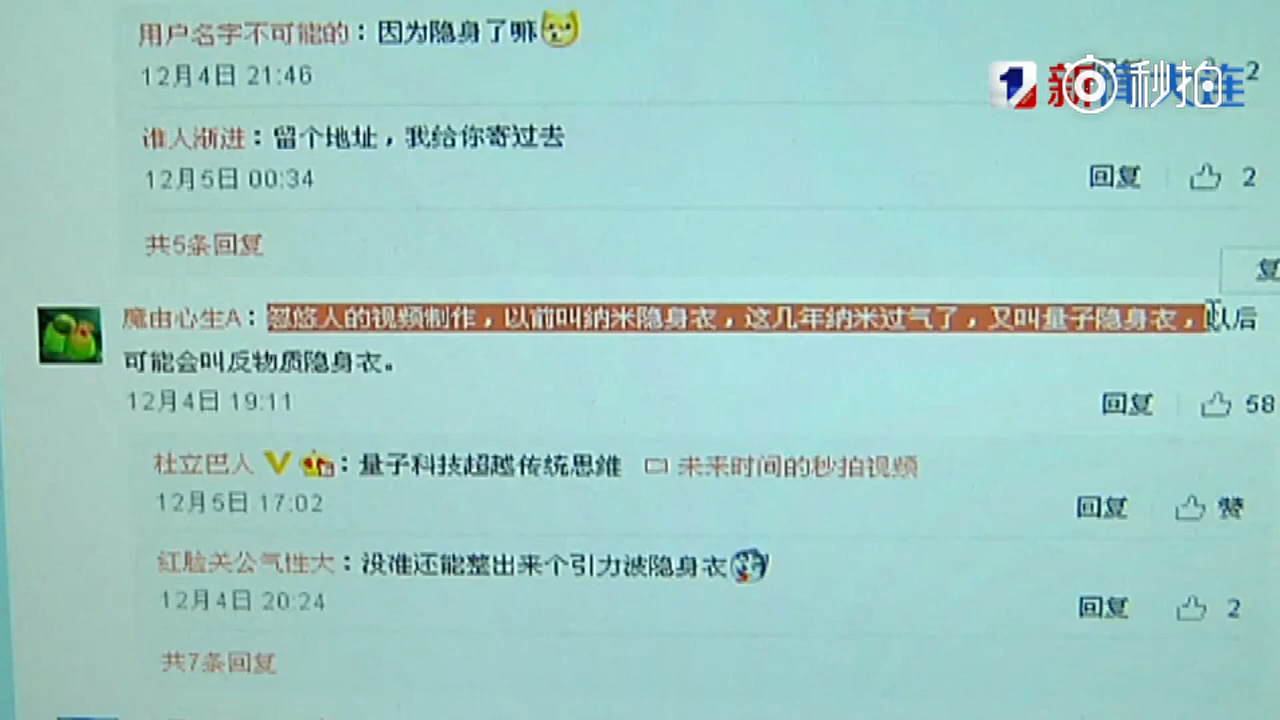 用户名字不可能的：因为隐身了嘛
12月4日 21:46
2
新
秒拍
连
谁人渐进：留个地址，我给你寄过去
12月5日 00:34
回复 2
共5条回复
复
魔由心生A：忽悠人的视频制作，以前叫纳米隐身衣，这几年纳米过气了，又叫量子隐身衣，以后
可能会叫反物质隐身衣。
12月4日 19:11
回复 58
杜立巴人：量子科技超越传统思维 未来时间的秒拍视频
12月5日 17:02
回复 赞
红脸关公气性大：没准还能整出来个引力波隐身衣
12月4日 20:24
回复 2
共7条回复